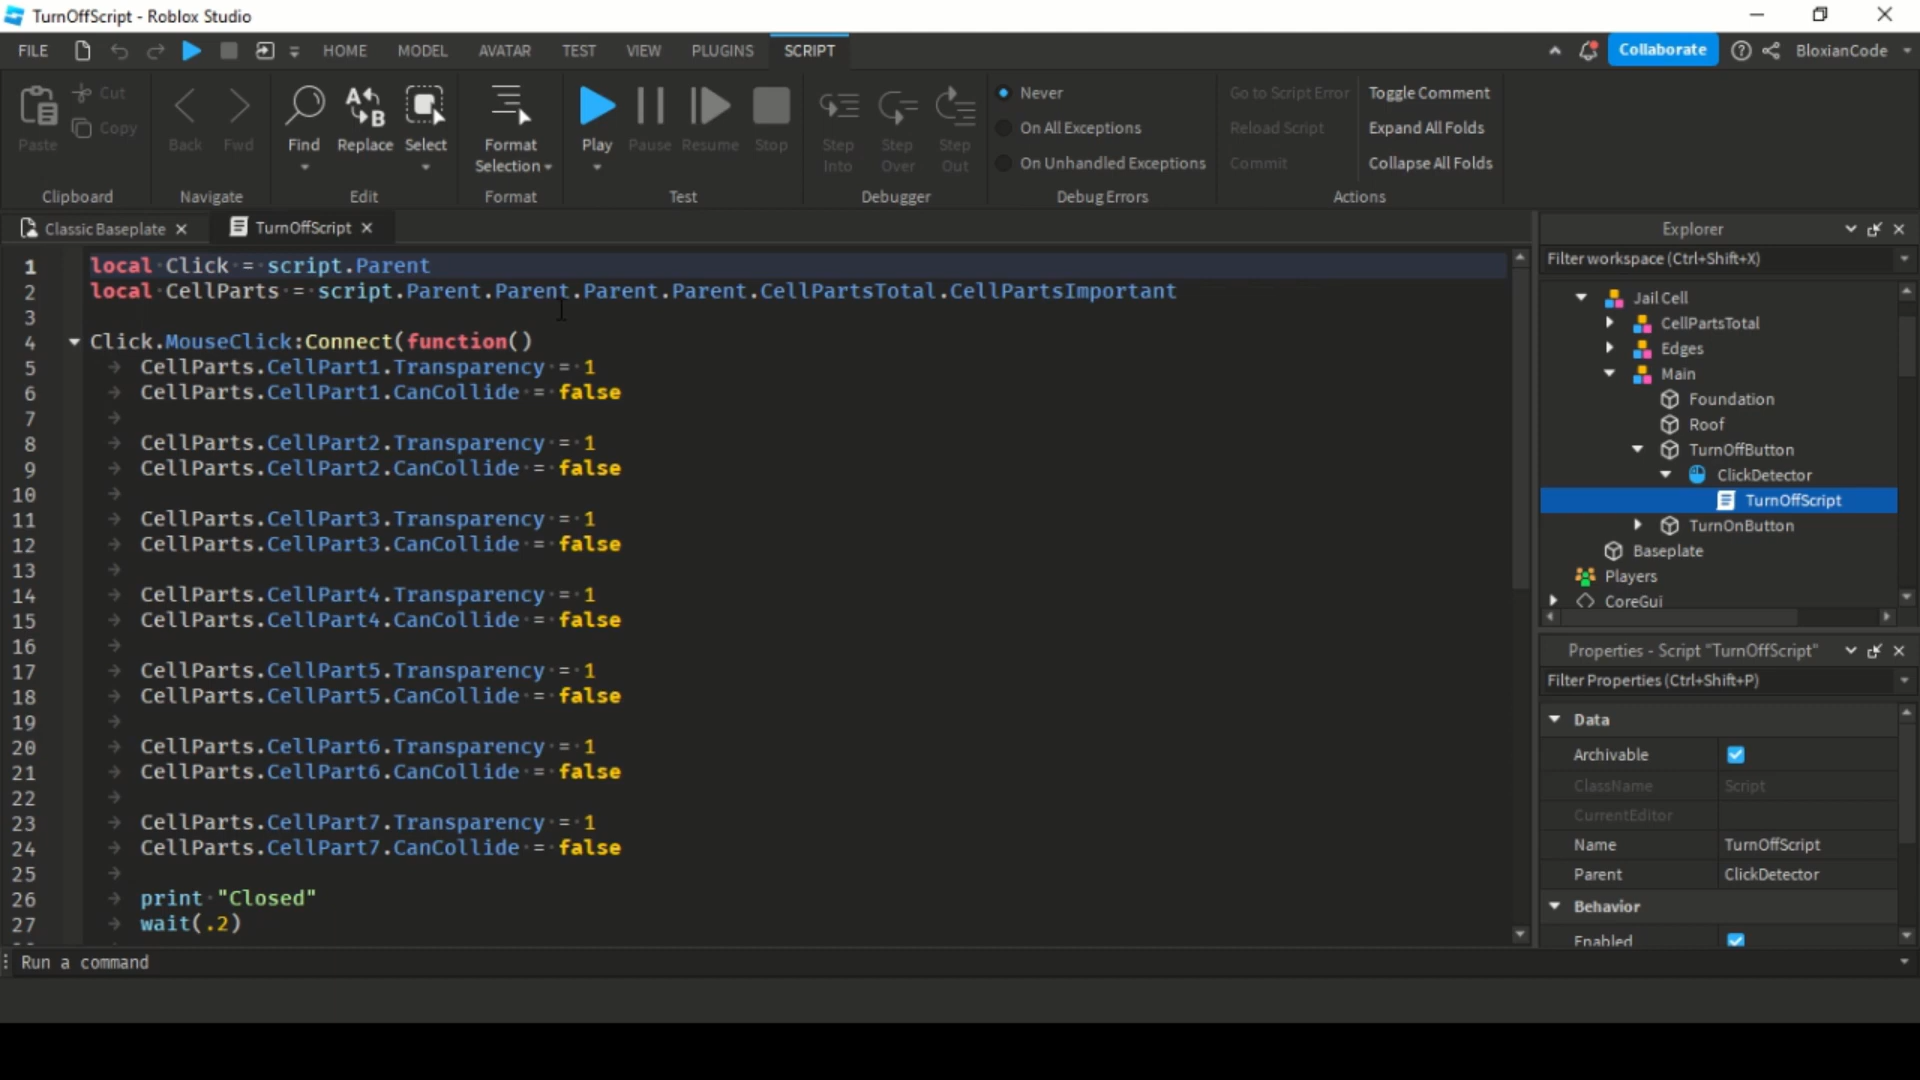 TurnOffScript - Roblox Studio
FILE HOME MODEL AVATAR TEST VIEW PLUGINS SCRIPT Collaborate BloxianCode
Paste Cut Copy
Clipboard
Back Fwd
Navigate
Find Replace Select
Edit
Format Selection
Format
Play Pause Resume Stop
Test
Step Into Step Over Step Out
Debugger
Never
On All Exceptions
On Unhandled Exceptions
Debug Errors
Go to Script Error Toggle Comment
Reload Script Expand All Folds
Commit Collapse All Folds
Actions
Classic Baseplate TurnOffScript
1 local Click = script.Parent
2 local CellParts = script.Parent.Parent.Parent.Parent.CellPartsTotal.CellPartsImportant
3
4 Click.MouseClick:Connect(function()
5 CellParts.CellPart1.Transparency = 1
6 CellParts.CellPart1.CanCollide = false
7
8 CellParts.CellPart2.Transparency = 1
9 CellParts.CellPart2.CanCollide = false
10
11 CellParts.CellPart3.Transparency = 1
12 CellParts.CellPart3.CanCollide = false
13
14 CellParts.CellPart4.Transparency = 1
15 CellParts.CellPart4.CanCollide = false
16
17 CellParts.CellPart5.Transparency = 1
18 CellParts.CellPart5.CanCollide = false
19
20 CellParts.CellPart6.Transparency = 1
21 CellParts.CellPart6.CanCollide = false
22
23 CellParts.CellPart7.Transparency = 1
24 CellParts.CellPart7.CanCollide = false
25
26 print "Closed"
27 wait(.2)
Run a command
Explorer
Filter workspace (Ctrl+Shift+X)
Jail Cell
CellPartsTotal
Edges
Main
Foundation
Roof
TurnOffButton
ClickDetector
TurnOffScript
TurnOnButton
Baseplate
Players
CoreGui
Properties - Script "TurnOffScript"
Filter Properties (Ctrl+Shift+P)
Data
Archivable
ClassName Script
CurrentEditor
Name TurnOffScript
Parent ClickDetector
Behavior
Enabled